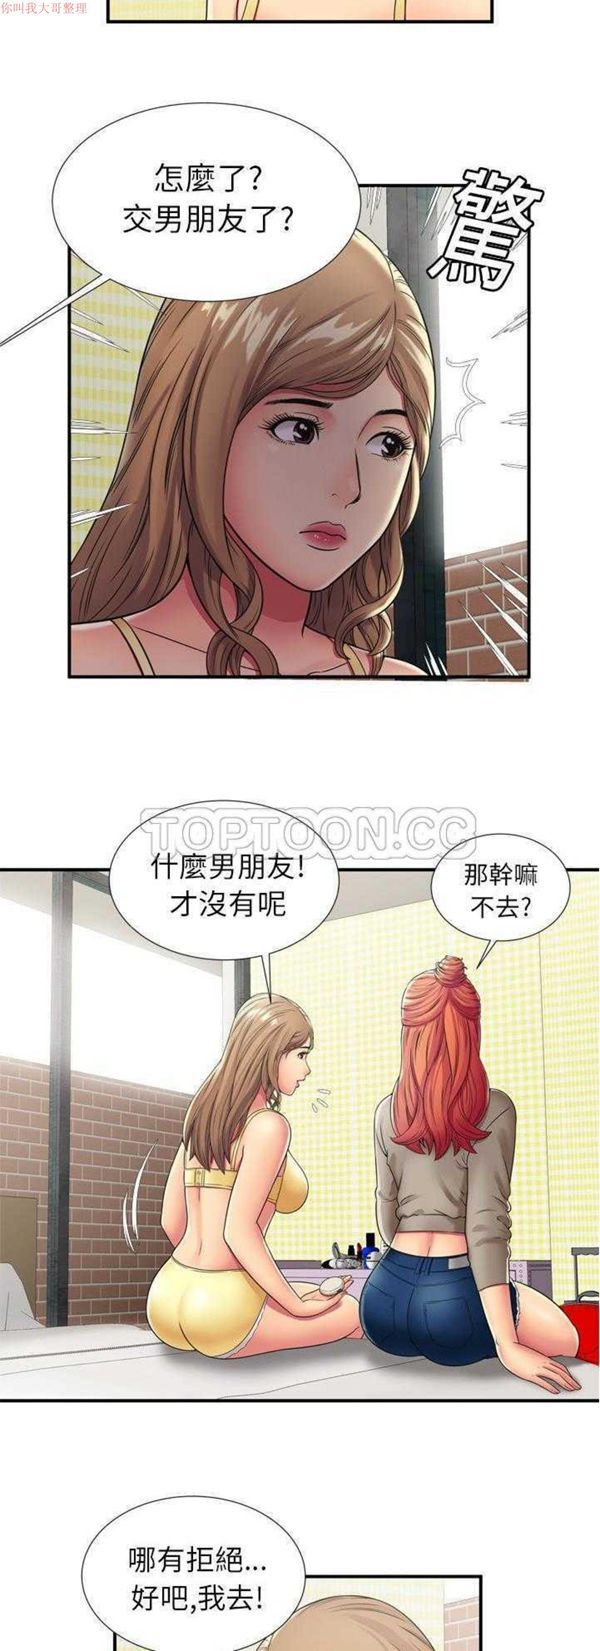 你叫我大哥整理
怎麼了?
交男朋友了?
驚
TOPTOON.CC
什麼男朋友!
才沒有呢
那幹嘛
不去?
哪有拒絕...
好吧,我去!